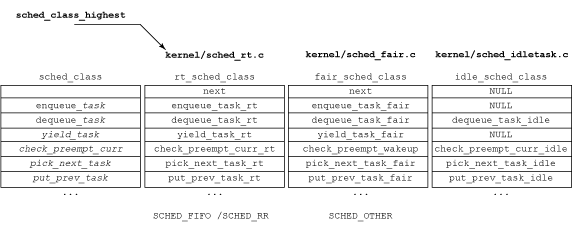 sched_class_highest
kernel/sched_rt.c kernel/sched_fair.c kernel/sched_idletask.c
sched_class rt_sched_class fair_sched_class idle_sched_class
next next NULL
enqueue_task enqueue_task_rt enqueue_task_fair NULL
dequeue_task dequeue_task_rt dequeue_task_fair dequeue_task_idle
yield_task yield_task_rt yield_task_fair NULL
check_preempt_curr check_preempt_curr_rt check_preempt_wakeup check_preempt_curr_idle
pick_next_task pick_next_task_rt pick_next_task_fair pick_next_task_idle
put_prev_task put_prev_task_rt put_prev_task_fair put_prev_task_idle
... ... ... ...
SCHED_FIFO /SCHED_RR SCHED_OTHER